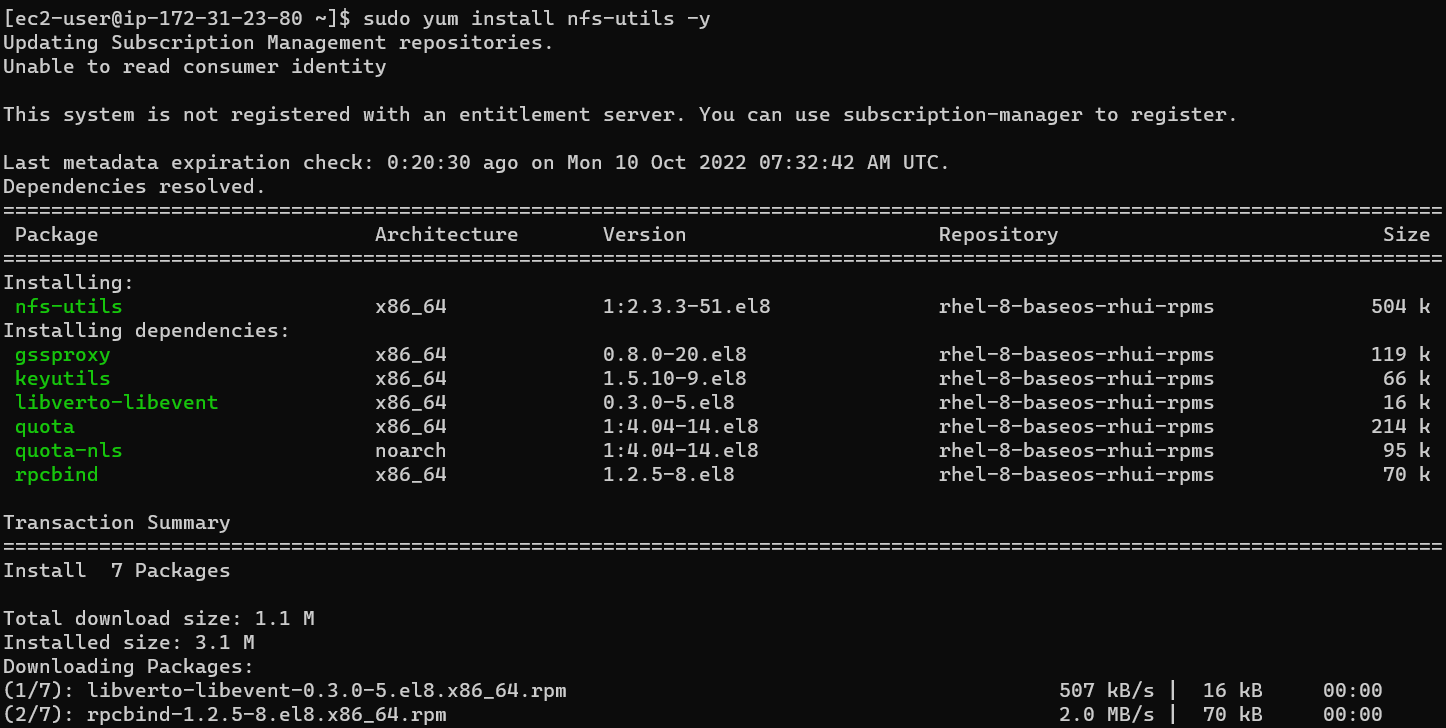 [ec2-user@ip-172-31-23-80 ~]$ sudo yum install nfs-utils -y
Updating Subscription Management repositories.
Unable to read consumer identity

This system is not registered with an entitlement server. You can use subscription-manager to register.

Last metadata expiration check: 0:20:30 ago on Mon 10 Oct 2022 07:32:42 AM UTC.
Dependencies resolved.
========================================================================================================================
 Package                      Architecture       Version                     Repository                           Size
========================================================================================================================
Installing:
 nfs-utils                    x86_64             1:2.3.3-51.el8              rhel-8-baseos-rhui-rpms             504 k
Installing dependencies:
 gssproxy                     x86_64             0.8.0-20.el8                rhel-8-baseos-rhui-rpms             119 k
 keyutils                     x86_64             1.5.10-9.el8                rhel-8-baseos-rhui-rpms              66 k
 libverto-libevent            x86_64             0.3.0-5.el8                 rhel-8-baseos-rhui-rpms              16 k
 quota                        x86_64             1:4.04-14.el8               rhel-8-baseos-rhui-rpms             214 k
 quota-nls                    noarch             1:4.04-14.el8               rhel-8-baseos-rhui-rpms              95 k
 rpcbind                      x86_64             1.2.5-8.el8                 rhel-8-baseos-rhui-rpms              70 k

Transaction Summary
========================================================================================================================
Install  7 Packages

Total download size: 1.1 M
Installed size: 3.1 M
Downloading Packages:
(1/7): libverto-libevent-0.3.0-5.el8.x86_64.rpm                                         507 kB/s |  16 kB     00:00
(2/7): rpcbind-1.2.5-8.el8.x86_64.rpm                                                   2.0 MB/s |  70 kB     00:00